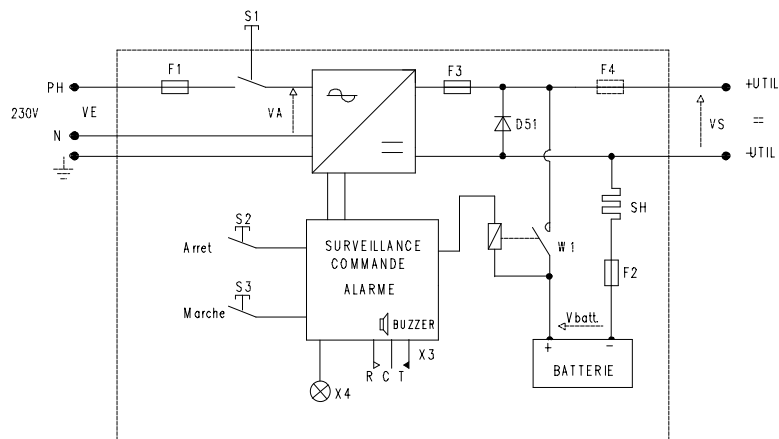 S1
F1
F3
F4
PH
+UTIL
230V
VE
VA
D51
VS
N
-UTIL
SH
S2
Arret
SURVEILLANCE
COMMANDE
ALARME
W1
F2
S3
Marche
BUZZER
Vbatt.
X3
R C T
X4
+
-
BATTERIE